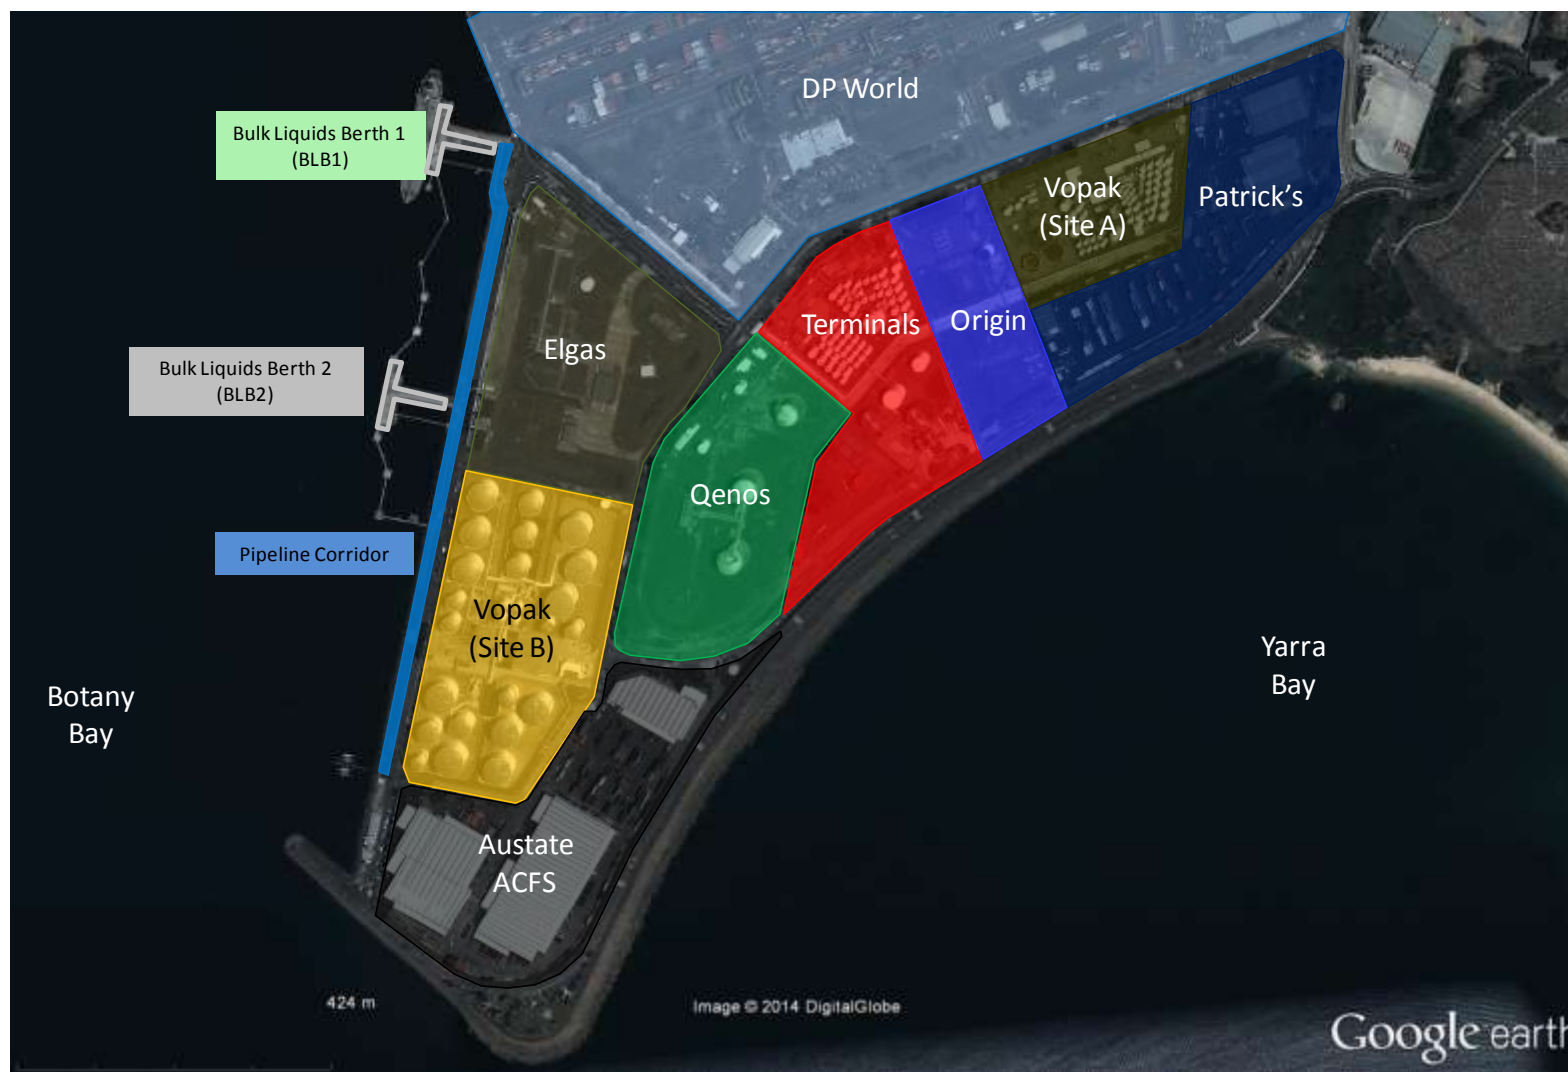 DP World
Bulk Liquids Berth 1
(BLB1)
Vopak
(Site A)
Patrick's
Terminals
Origin
Elgas
Bulk Liquids Berth 2
(BLB2)
Qenos
Pipeline Corridor
Vopak
(Site B)
Yarra
Bay
Botany
Bay
Austate
ACFS
424 m
Image © 2014 DigitalGlobe
Google earth